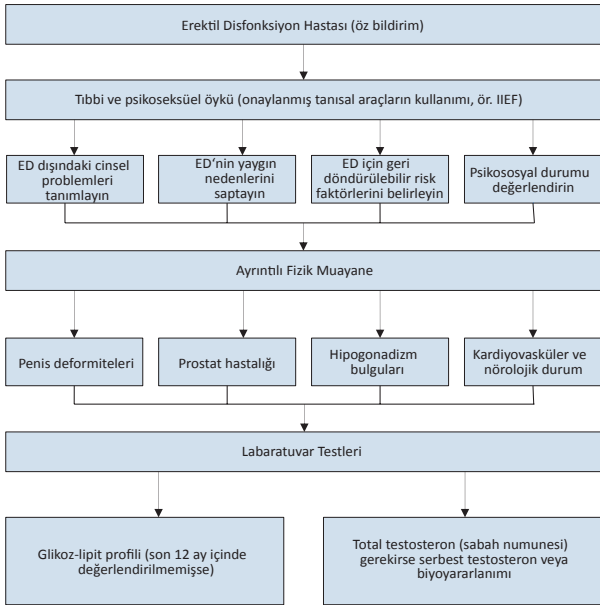 Erektil Disfonksiyon Hastası (öz bildirim)
Tıbbi ve psikoseksüel öykü (onaylanmış tanısal araçların kullanımı, ör. IIEF)
ED dışındaki cinsel
problemleri
tanımlayın
ED'nin yaygın
nedenlerini
saptayın
ED için geri
döndürülebilir risk
faktörlerini belirleyin
Psikososyal durumu
değerlendirin
Ayrıntılı Fizik Muayane
Penis deformiteleri
Prostat hastalığı
Hipogonadizm
bulguları
Kardiyovasküler ve
nörolojik durum
Labaratuvar Testleri
Glikoz-lipit profili (son 12 ay içinde
değerlendirilmemişse)
Total testosteron (sabah numunesi)
gerekirse serbest testosteron veya
biyoyararlanımı